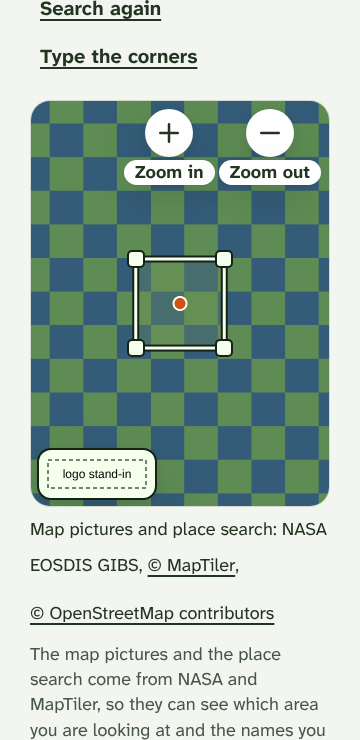 Search again
Type the corners
Zoom in
Zoom out
logo stand-in
Map pictures and place search: NASA
EOSDIS GIBS, © MapTiler,
© OpenStreetMap contributors
The map pictures and the place
search come from NASA and
MapTiler, so they can see which area
you are looking at and the names you